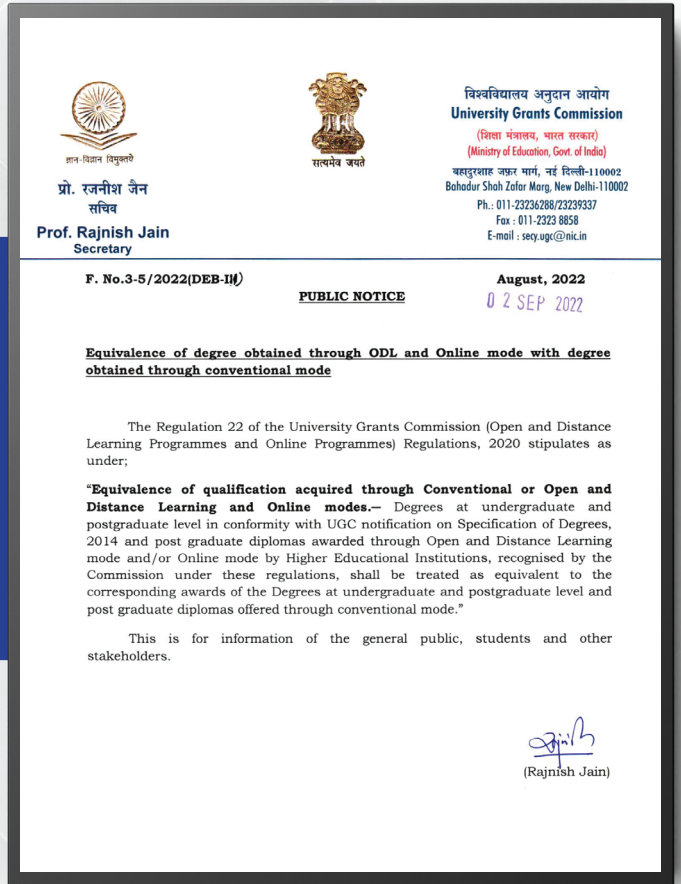 ज्ञान-विज्ञान विमुक्तये
सत्यमेव जयते
विश्वविद्यालय अनुदान आयोग
University Grants Commission
(शिक्षा मंत्रालय, भारत सरकार)
(Ministry of Education, Govt. of India)
बहादुरशाह ज़फ़र मार्ग, नई दिल्ली-110002
Bahadur Shah Zafar Marg, New Delhi-110002
Ph.: 011-23236288/23239337
Fax : 011-2323 8858
E-mail : secy.ugc@nic.in
प्रो. रजनीश जैन
सचिव
Prof. Rajnish Jain
Secretary
F. No.3-5/2022(DEB-III)
August, 2022
PUBLIC NOTICE
02 SEP 2022
Equivalence of degree obtained through ODL and Online mode with degree
obtained through conventional mode
The Regulation 22 of the University Grants Commission (Open and Distance
Learning Programmes and Online Programmes) Regulations, 2020 stipulates as
under;
“Equivalence of qualification acquired through Conventional or Open and
Distance Learning and Online modes.— Degrees at undergraduate and
postgraduate level in conformity with UGC notification on Specification of Degrees,
2014 and post graduate diplomas awarded through Open and Distance Learning
mode and/or Online mode by Higher Educational Institutions, recognised by the
Commission under these regulations, shall be treated as equivalent to the
corresponding awards of the Degrees at undergraduate and postgraduate level and
post graduate diplomas offered through conventional mode.”
This is for information of the general public, students and other
stakeholders.
(Rajnish Jain)